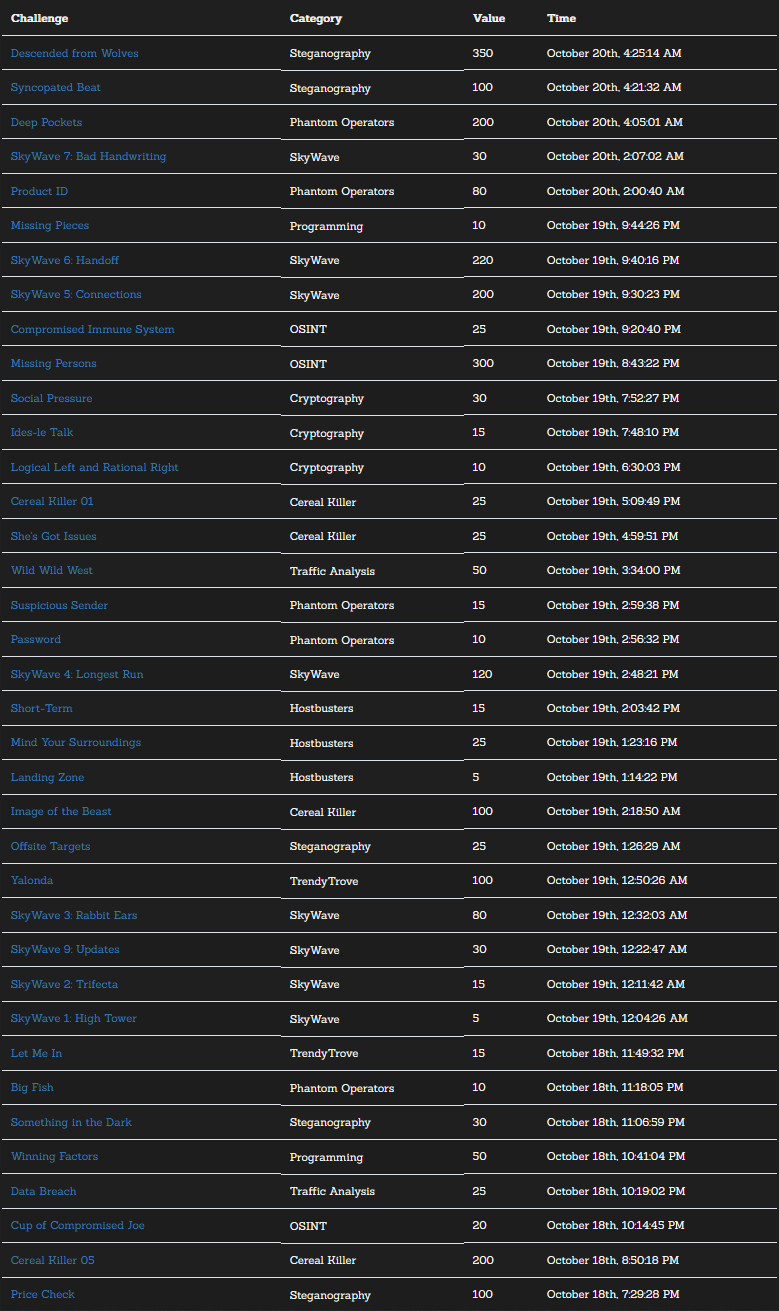 Challenge Category Value Time
Descended from Wolves Steganography 350 October 20th, 4:25:14 AM
Syncopated Beat Steganography 100 October 20th, 4:21:32 AM
Deep Pockets Phantom Operators 200 October 20th, 4:05:01 AM
SkyWave 7: Bad Handwriting SkyWave 30 October 20th, 2:07:02 AM
Product ID Phantom Operators 80 October 20th, 2:00:40 AM
Missing Pieces Programming 10 October 19th, 9:44:26 PM
SkyWave 6: Handoff SkyWave 220 October 19th, 9:40:16 PM
SkyWave 5: Connections SkyWave 200 October 19th, 9:30:23 PM
Compromised Immune System OSINT 25 October 19th, 9:20:40 PM
Missing Persons OSINT 300 October 19th, 8:43:22 PM
Social Pressure Cryptography 30 October 19th, 7:52:27 PM
Ides-le Talk Cryptography 15 October 19th, 7:48:10 PM
Logical Left and Rational Right Cryptography 10 October 19th, 6:30:03 PM
Cereal Killer 01 Cereal Killer 25 October 19th, 5:09:49 PM
She's Got Issues Cereal Killer 25 October 19th, 4:59:51 PM
Wild Wild West Traffic Analysis 50 October 19th, 3:34:00 PM
Suspicious Sender Phantom Operators 15 October 19th, 2:59:38 PM
Password Phantom Operators 10 October 19th, 2:56:32 PM
SkyWave 4: Longest Run SkyWave 120 October 19th, 2:48:21 PM
Short-Term Hostbusters 15 October 19th, 2:03:42 PM
Mind Your Surroundings Hostbusters 25 October 19th, 1:23:16 PM
Landing Zone Hostbusters 5 October 19th, 1:14:22 PM
Image of the Beast Cereal Killer 100 October 19th, 2:18:50 AM
Offsite Targets Steganography 25 October 19th, 1:26:29 AM
Yalonda TrendyTrove 100 October 19th, 12:50:26 AM
SkyWave 3: Rabbit Ears SkyWave 80 October 19th, 12:32:03 AM
SkyWave 9: Updates SkyWave 30 October 19th, 12:22:47 AM
SkyWave 2: Trifecta SkyWave 15 October 19th, 12:11:42 AM
SkyWave 1: High Tower SkyWave 5 October 19th, 12:04:26 AM
Let Me In TrendyTrove 15 October 18th, 11:49:32 PM
Big Fish Phantom Operators 10 October 18th, 11:18:05 PM
Something in the Dark Steganography 30 October 18th, 11:06:59 PM
Winning Factors Programming 50 October 18th, 10:41:04 PM
Data Breach Traffic Analysis 25 October 18th, 10:19:02 PM
Cup of Compromised Joe OSINT 20 October 18th, 10:14:45 PM
Cereal Killer 05 Cereal Killer 200 October 18th, 8:50:18 PM
Price Check Steganography 100 October 18th, 7:29:28 PM